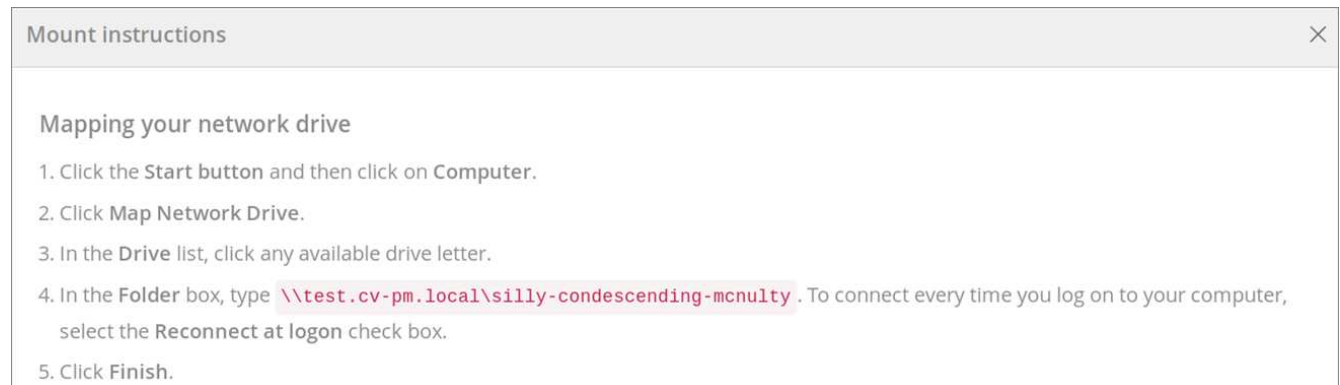 Mount instructions
Mapping your network drive
1. Click the Start button and then click on Computer.
2. Click Map Network Drive.
3. In the Drive list, click any available drive letter.
4. In the Folder box, type \\test.cv-pm.local\silly-condescending-mcnulty . To connect every time you log on to your computer,
select the Reconnect at logon check box.
5. Click Finish.